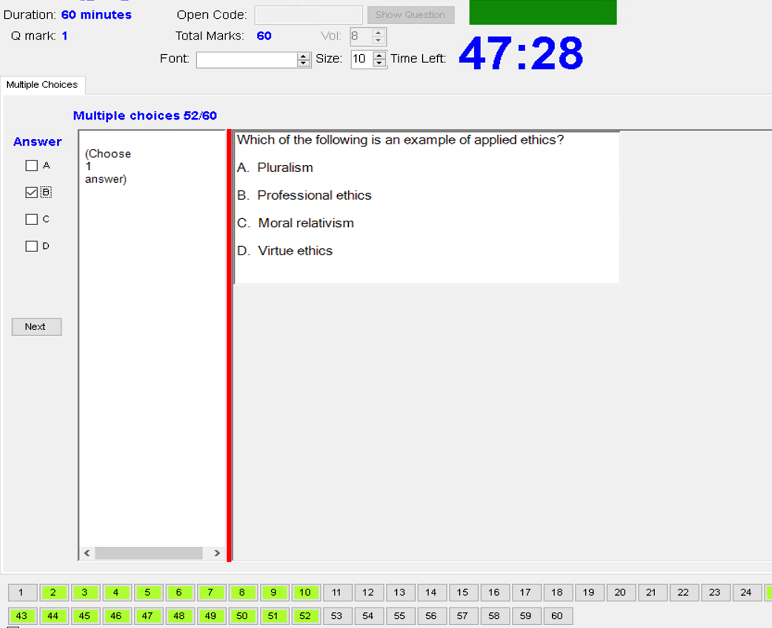 Duration: 60 minutes Open Code: Show Question
Q mark: 1 Total Marks: 60 Vol: 8
Font: Size: 10 Time Left: 47:28
Multiple Choices
Multiple choices 52/60
Answer
A
B
C
D
Next
(Choose
1
answer)
Which of the following is an example of applied ethics?
A. Pluralism
B. Professional ethics
C. Moral relativism
D. Virtue ethics
1 2 3 4 5 6 7 8 9 10 11 12 13 14 15 16 17 18 19 20 21 22 23 24
43 44 45 46 47 48 49 50 51 52 53 54 55 56 57 58 59 60